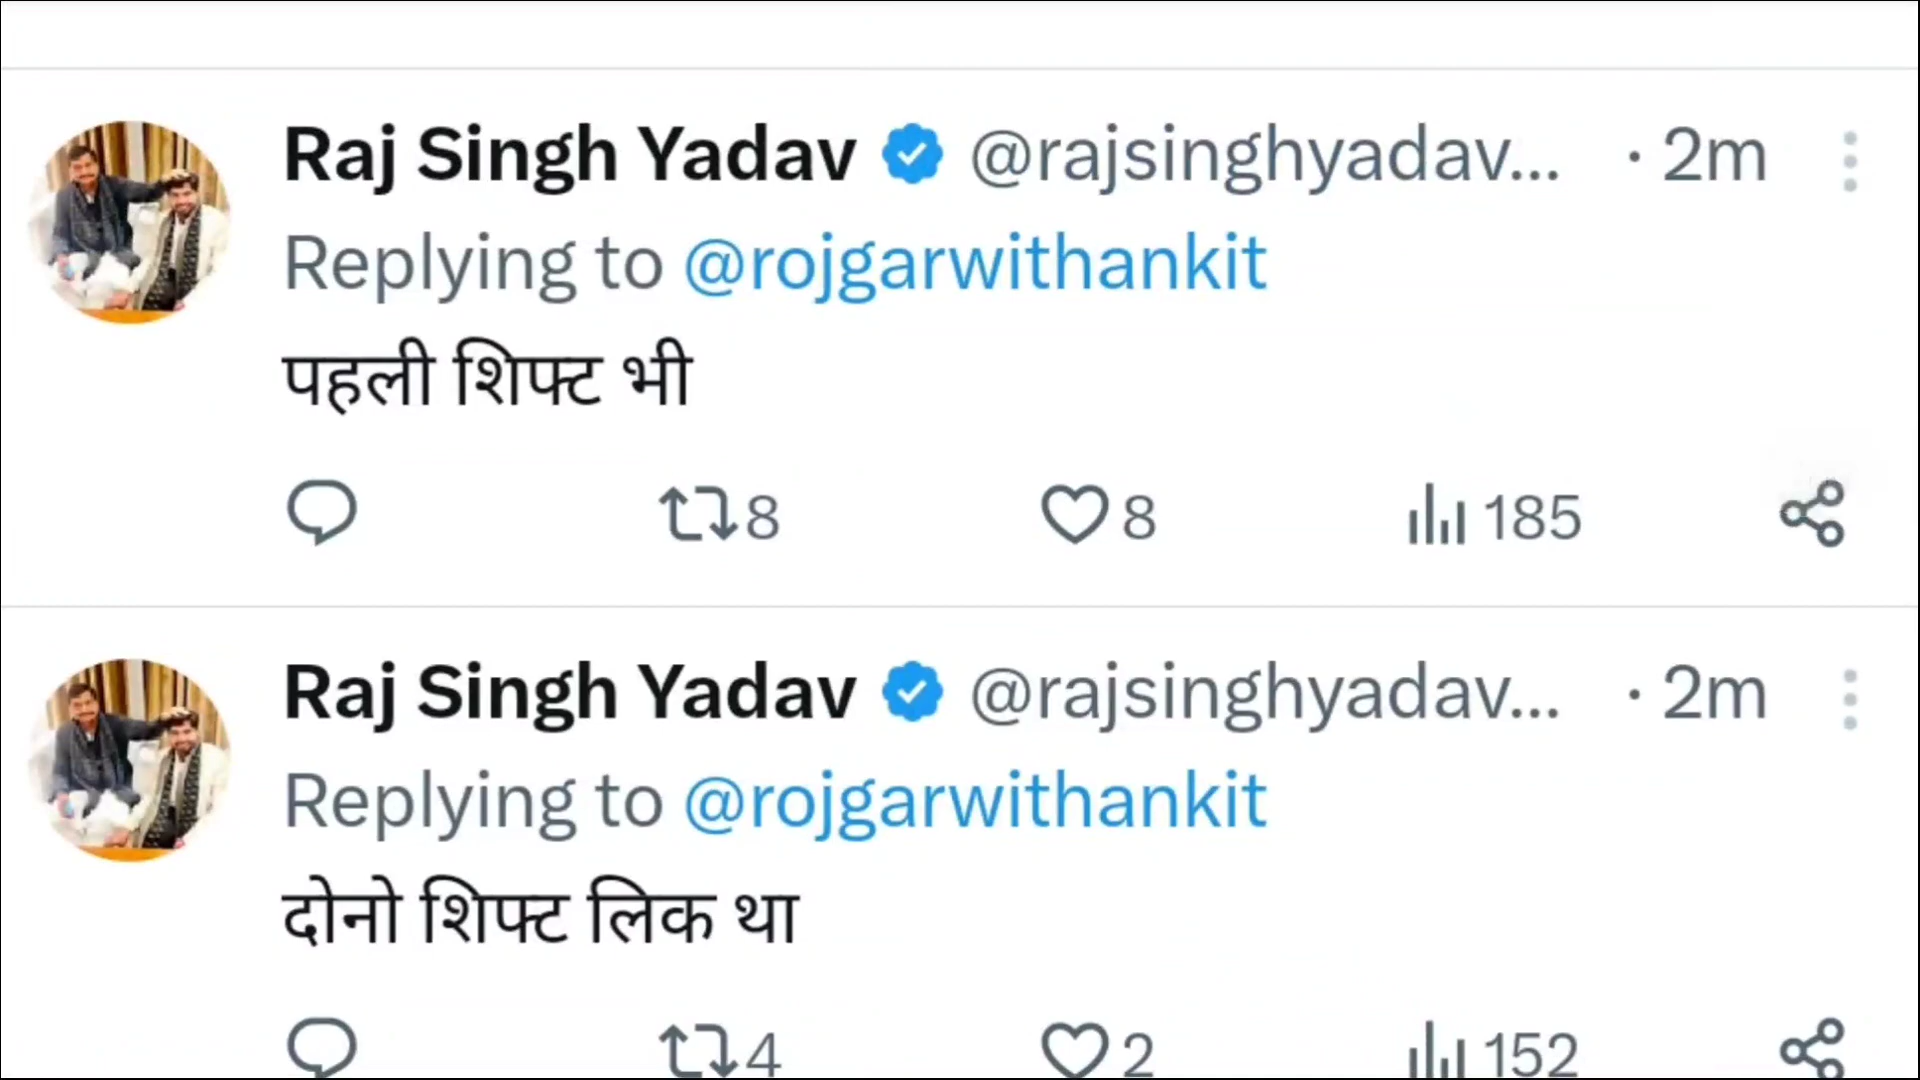 Raj Singh Yadav @rajsinghyadav... · 2m
Replying to @rojgarwithankit
पहली शिफ्ट भी
8 8 185
Raj Singh Yadav @rajsinghyadav... · 2m
Replying to @rojgarwithankit
दोनो शिफ्ट लिक था
4 2 152